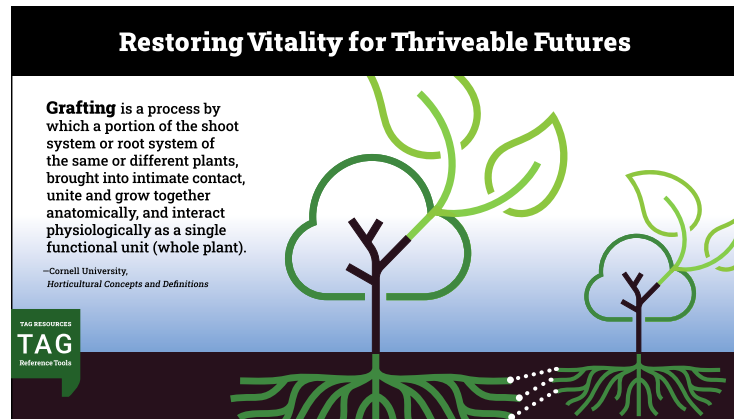 Restoring Vitality for Thriveable Futures
Grafting is a process by
which a portion of the shoot
system or root system of
the same or different plants,
brought into intimate contact,
unite and grow together
anatomically, and interact
physiologically as a single
functional unit (whole plant).
—Cornell University,
Horticultural Concepts and Definitions
TAG RESOURCES
TAG
Reference Tools